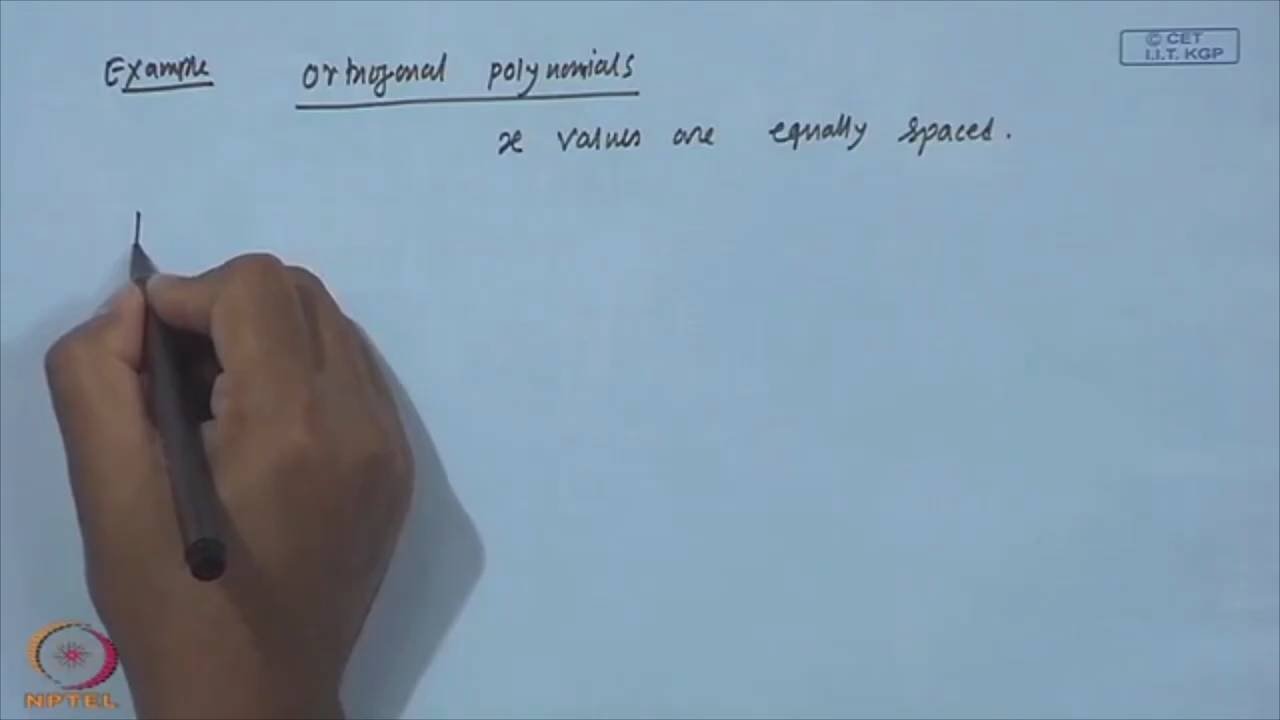 Example Orthogonal polynomials
x values are equally spaced.
© CET
I.I.T. KGP
NPTEL